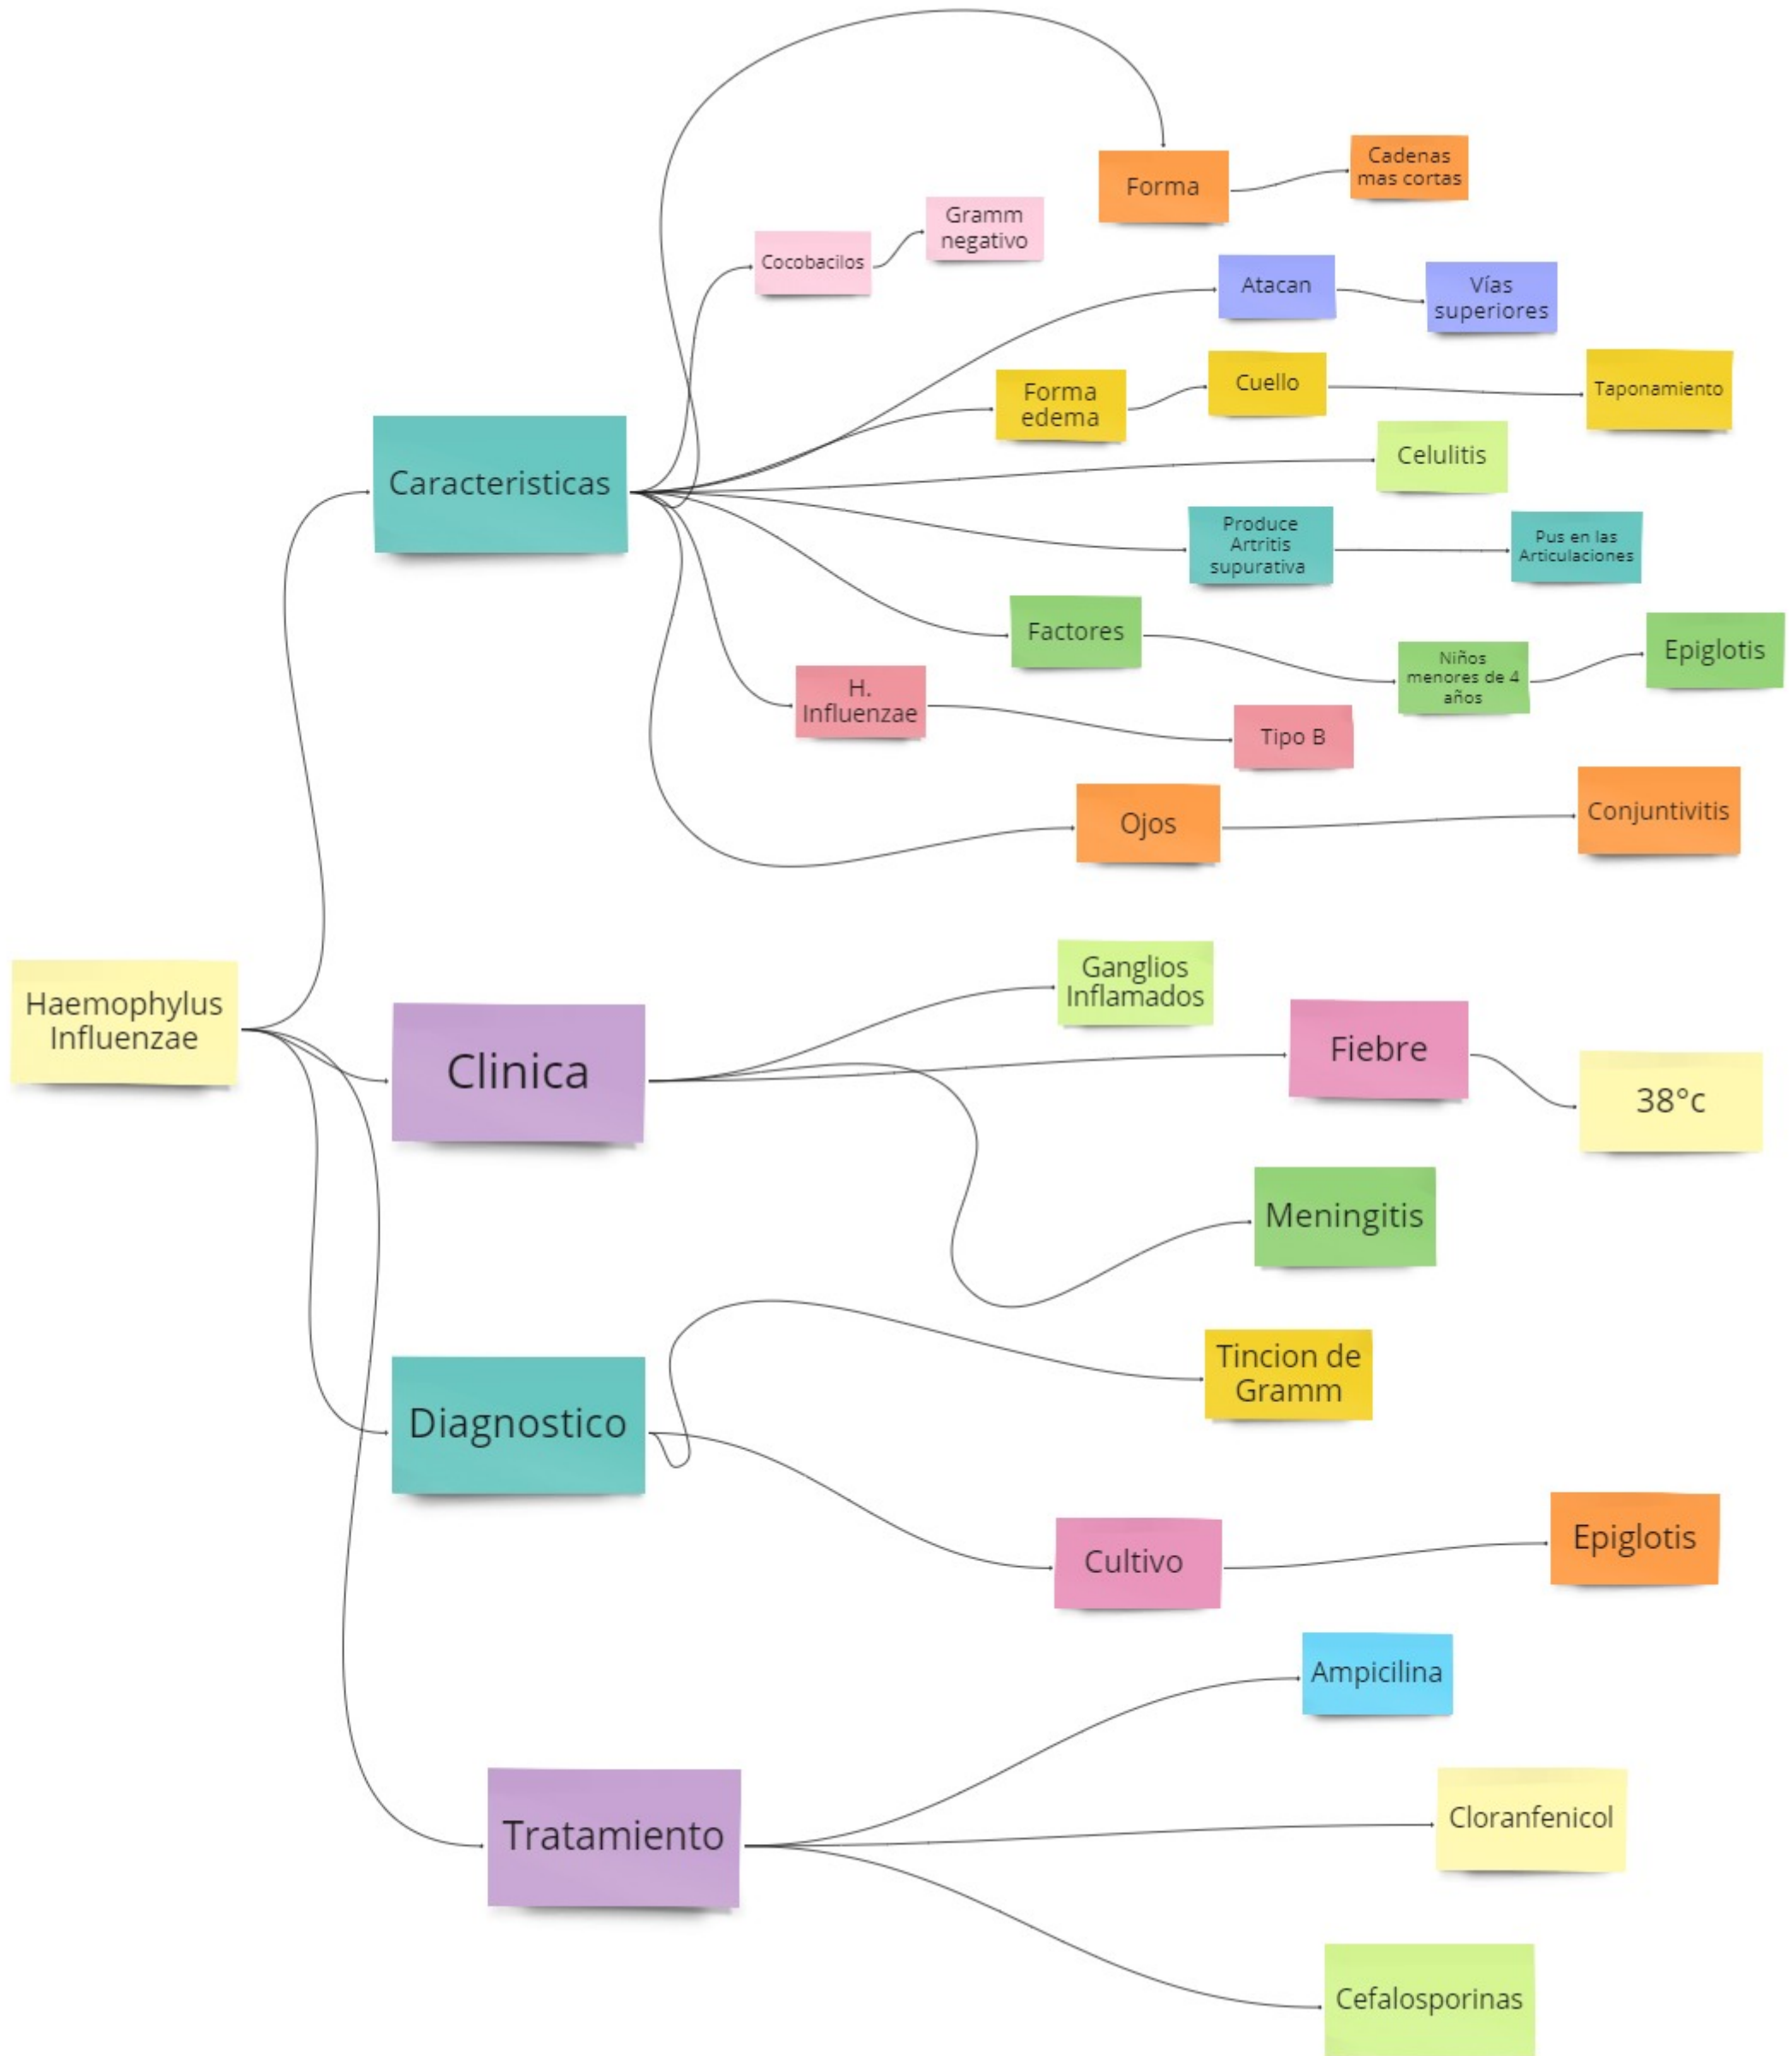 Forma
Cadenas
mas cortas
Cocobacilos
Gramm
negativo
Atacan
Vías
superiores
Forma
edema
Cuello
Taponamiento
Caracteristicas
Celulitis
Produce
Artritis
supurativa
Pus en las
Articulaciones
Factores
Niños
menores de 4
años
Epiglotis
H.
Influenzae
Tipo B
Ojos
Conjuntivitis
Haemophylus
Influenzae
Clinica
Ganglios
Inflamados
Fiebre
38°c
Meningitis
Diagnostico
Tincion de
Gramm
Cultivo
Epiglotis
Tratamiento
Ampicilina
Cloranfenicol
Cefalosporinas